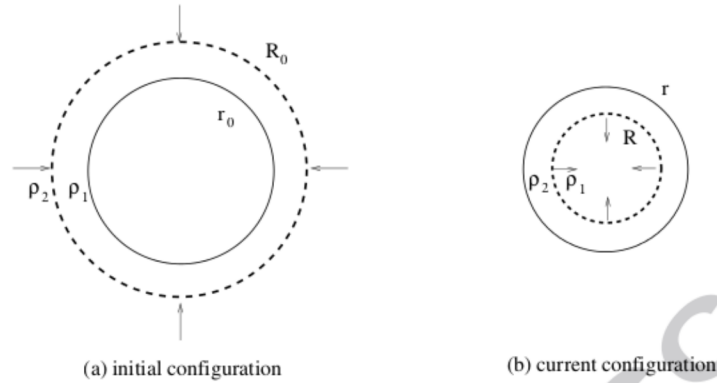 R₀
r₀
ρ₂ ρ₁
(a) initial configuration
r
R
ρ₂ ρ₁
(b) current configuration